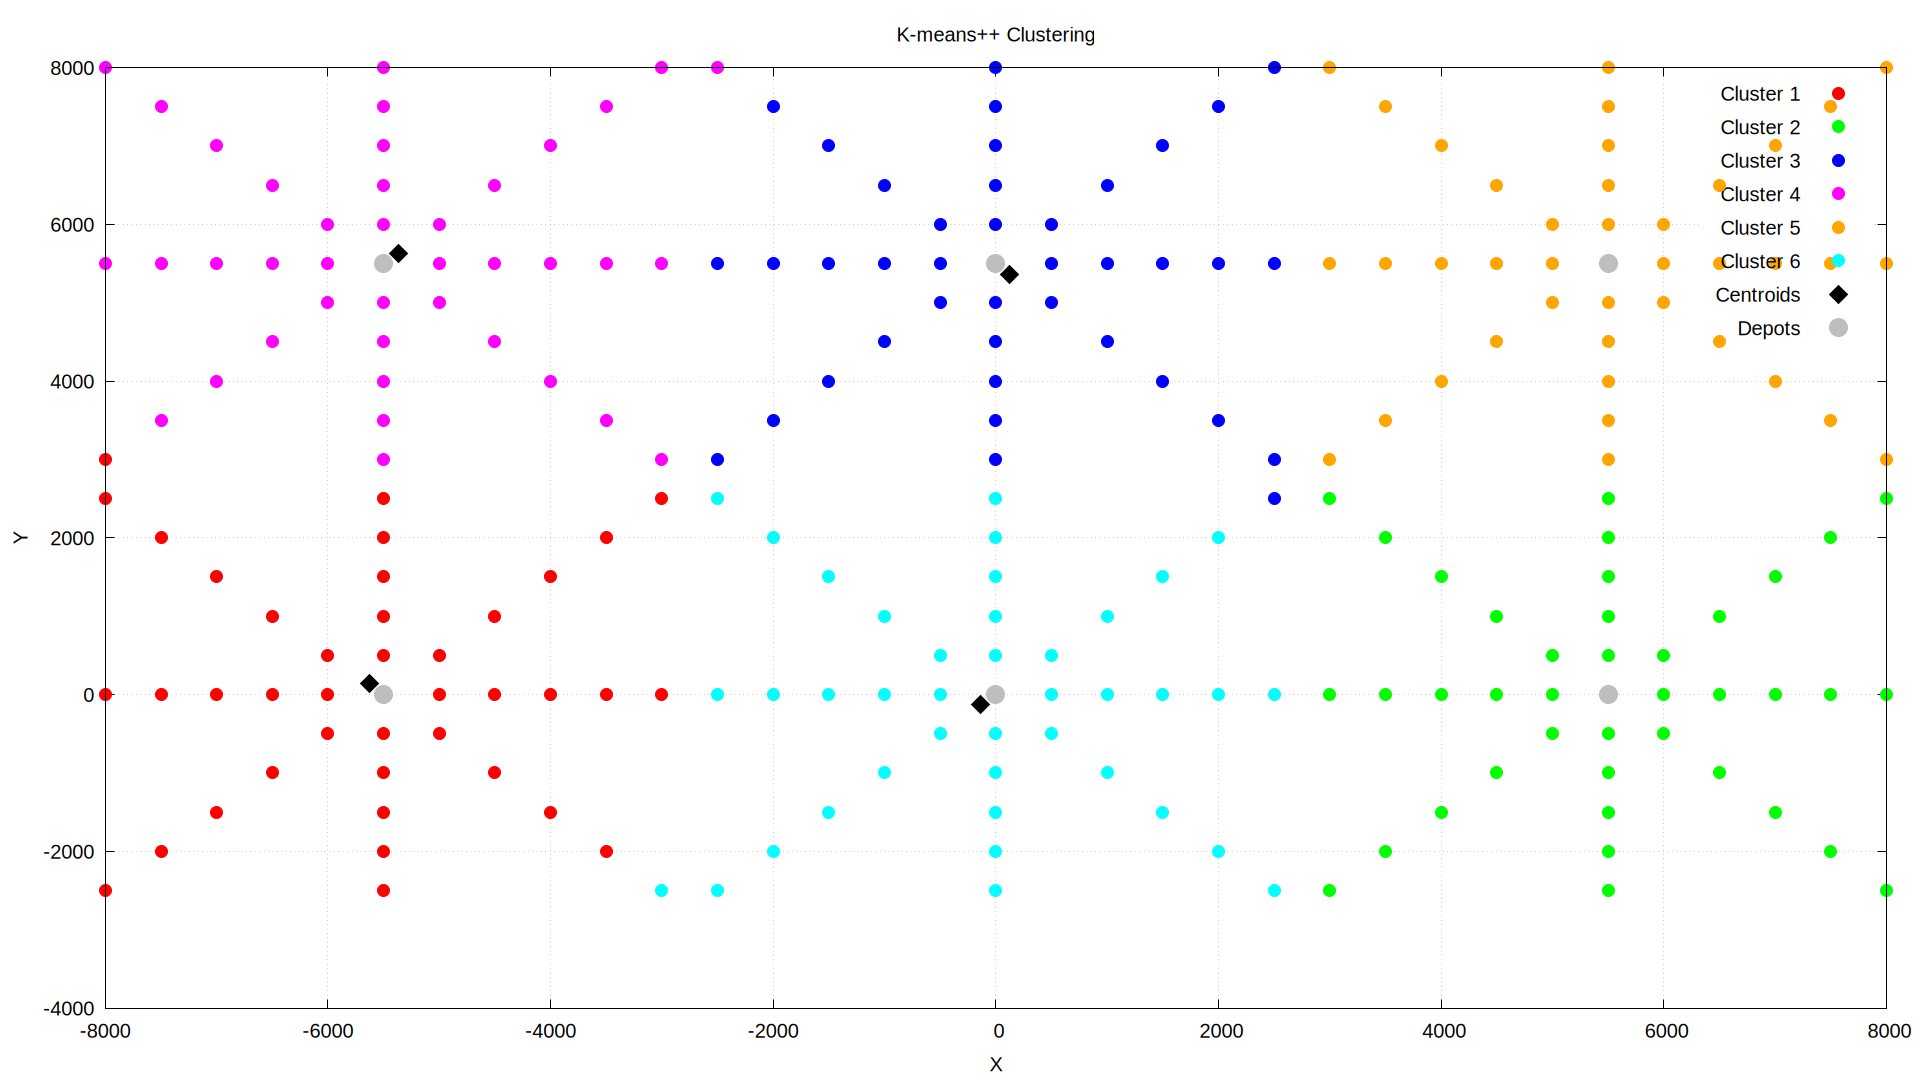 K-means++ Clustering
8000
6000
4000
2000
0
-2000
-4000
-8000 -6000 -4000 -2000 0 2000 4000 6000 8000
X
Y
Cluster 1
Cluster 2
Cluster 3
Cluster 4
Cluster 5
Cluster 6
Centroids
Depots